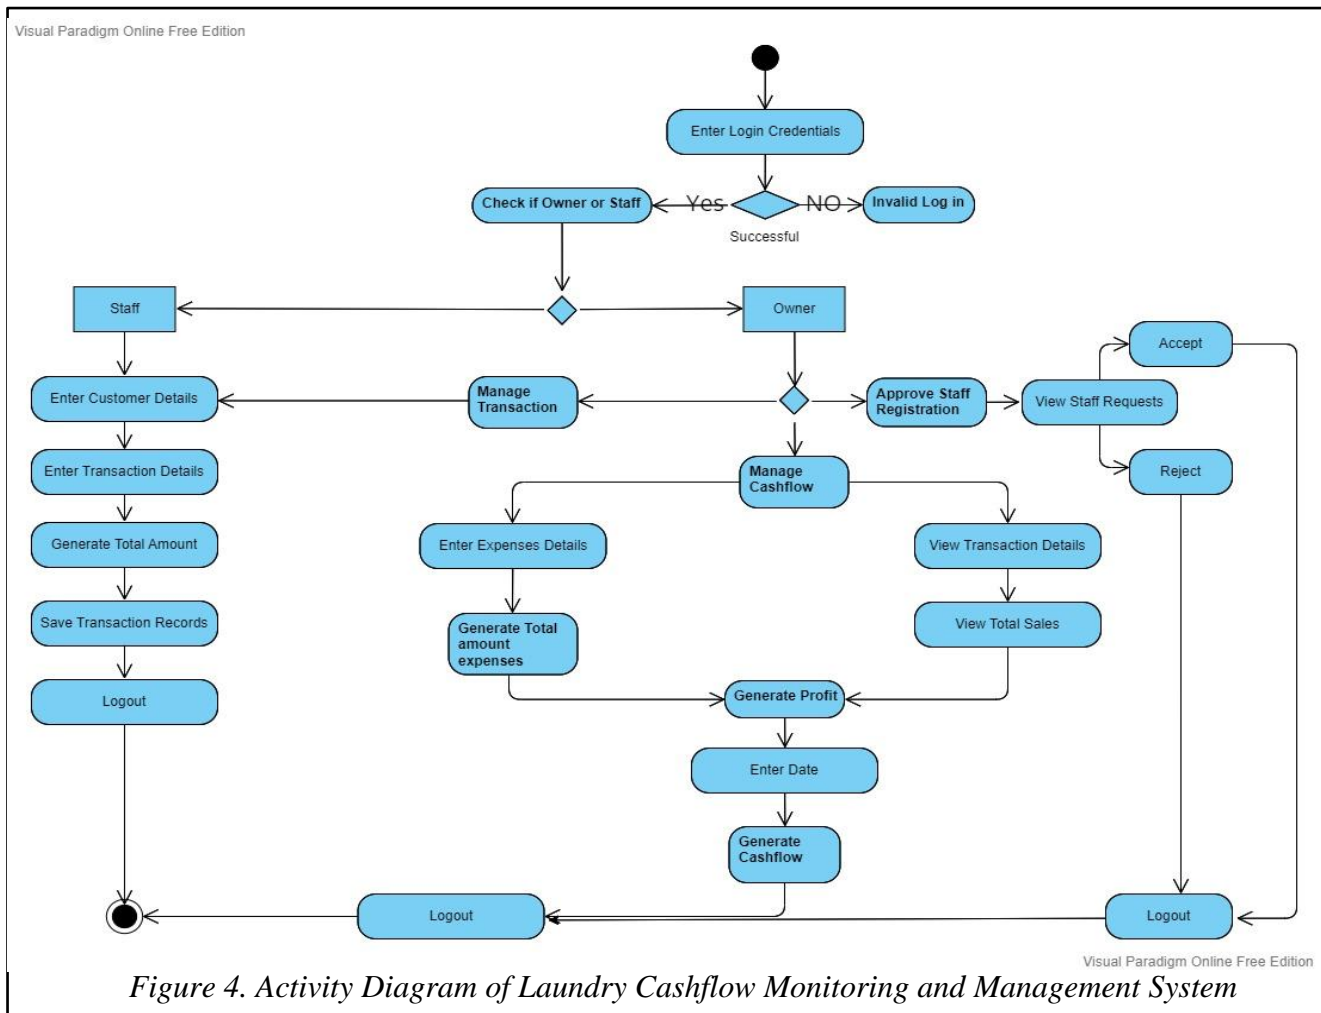 Visual Paradigm Online Free Edition
Enter Login Credentials
Check if Owner or Staff
Yes
NO
Invalid Log in
Successful
Staff
Owner
Accept
Enter Customer Details
Manage
Transaction
Approve Staff
Registration
View Staff Requests
Enter Transaction Details
Manage
Cashflow
Reject
Generate Total Amount
Enter Expenses Details
View Transaction Details
Save Transaction Records
Generate Total
amount
expenses
View Total Sales
Logout
Generate Profit
Enter Date
Generate
Cashflow
Logout
Logout
Visual Paradigm Online Free Edition
Figure 4. Activity Diagram of Laundry Cashflow Monitoring and Management System